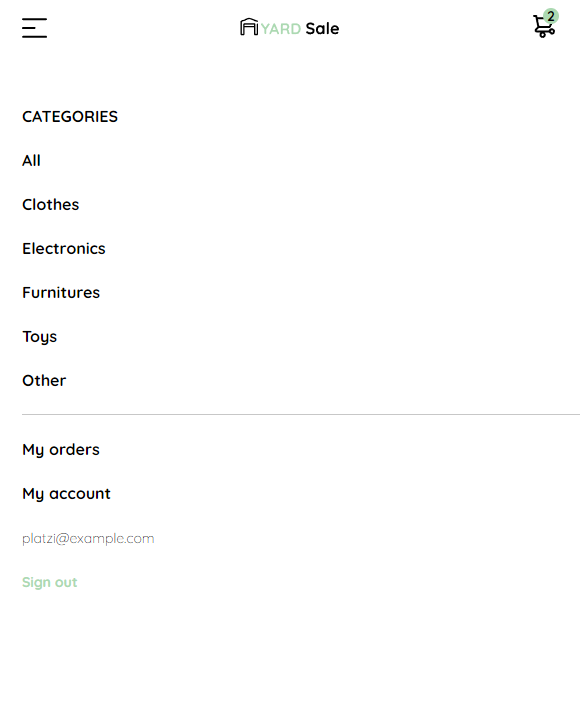 YARD Sale
2
CATEGORIES
All
Clothes
Electronics
Furnitures
Toys
Other
My orders
My account
platzi@example.com
Sign out